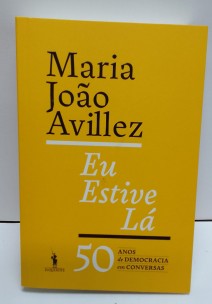 Maria
João
Avillez
Eu
Estive
Lá
50 ANOS
de DEMOCRACIA
em CONVERSAS